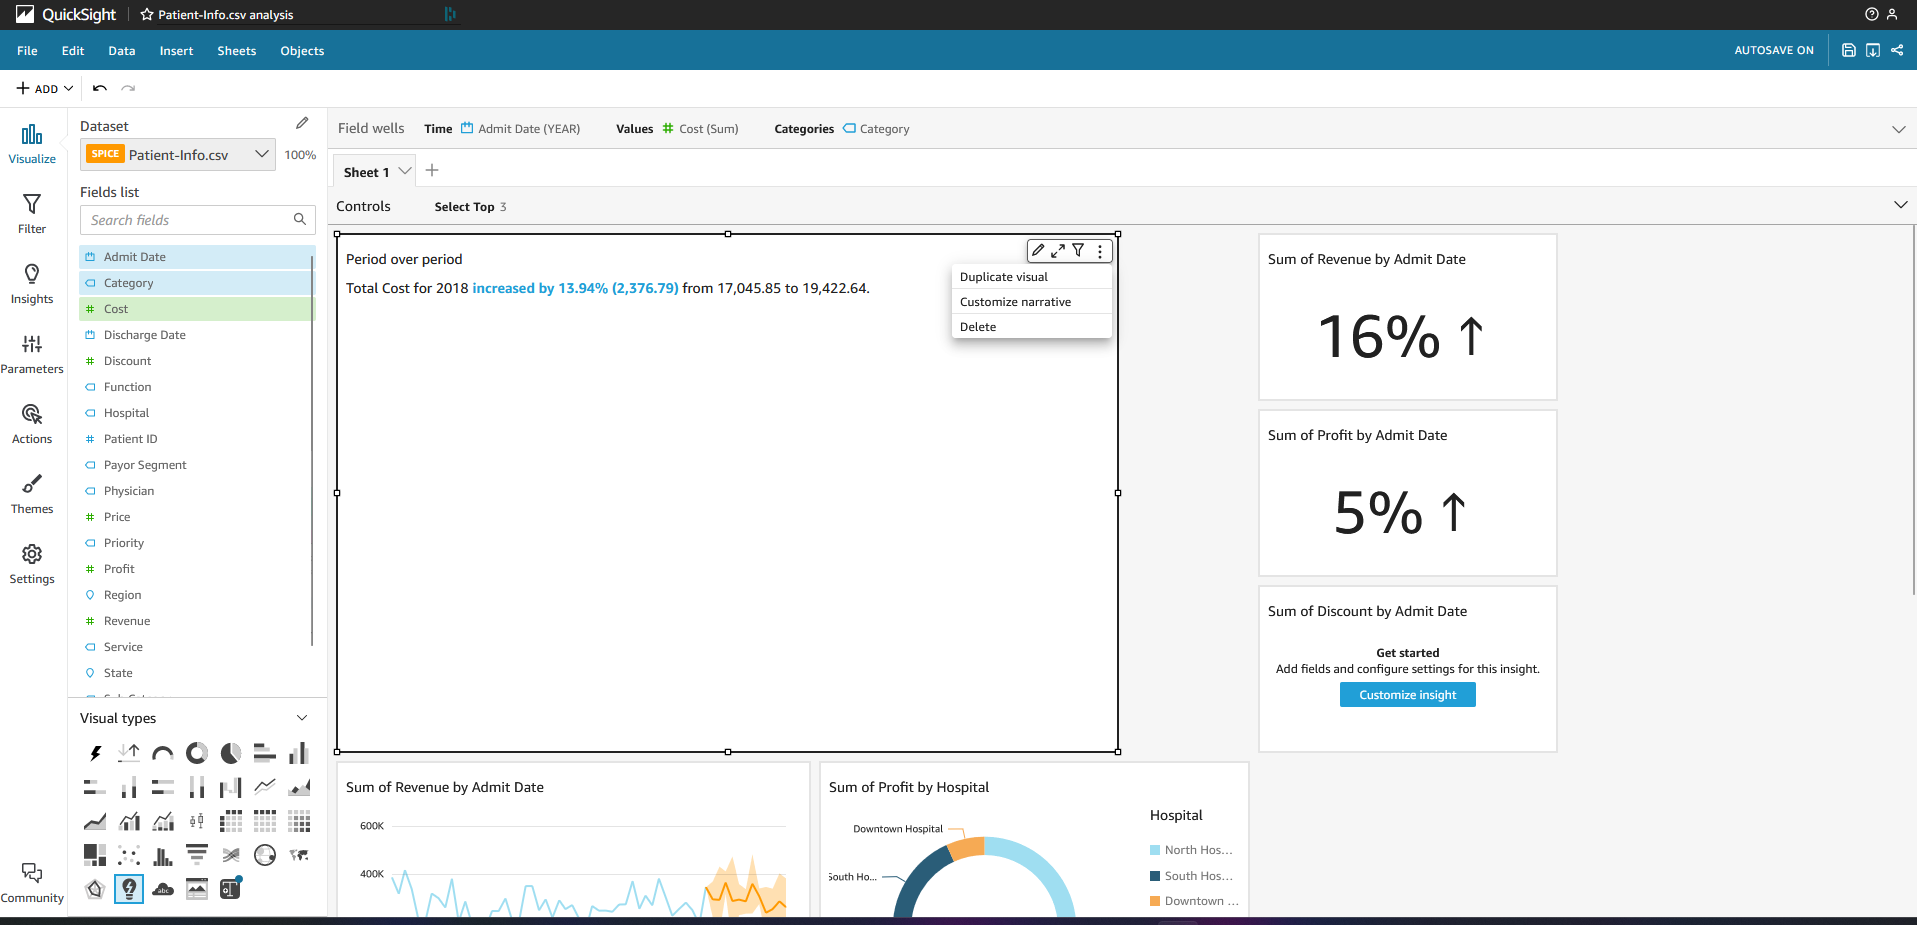 QuickSight
Patient-Info.csv analysis
File Edit Data Insert Sheets Objects
AUTOSAVE ON
ADD
Visualize
Filter
Insights
Parameters
Actions
Themes
Settings
Community
Dataset
SPICE Patient-Info.csv 100%
Fields list
Search fields
Admit Date
Category
Cost
Discharge Date
Discount
Function
Hospital
Patient ID
Payor Segment
Physician
Price
Priority
Profit
Region
Revenue
Service
State
Visual types
Field wells Time Admit Date (YEAR) Values Cost (Sum) Categories Category
Sheet 1
Controls Select Top 3
Period over period
Total Cost for 2018 increased by 13.94% (2,376.79) from 17,045.85 to 19,422.64.
Duplicate visual
Customize narrative
Delete
Sum of Revenue by Admit Date
16% ↑
Sum of Profit by Admit Date
5% ↑
Sum of Discount by Admit Date
Get started
Add fields and configure settings for this insight.
Customize insight
Sum of Revenue by Admit Date
600K
400K
Sum of Profit by Hospital
Downtown Hospital
South Ho...
Hospital
North Hos...
South Hos...
Downtown ...